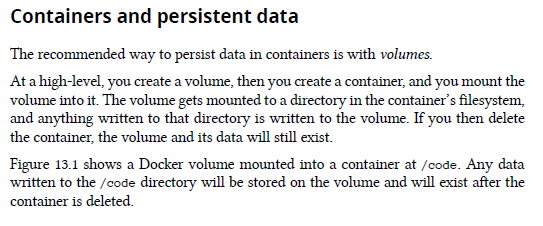 Containers and persistent data
The recommended way to persist data in containers is with volumes.
At a high-level, you create a volume, then you create a container, and you mount the
volume into it. The volume gets mounted to a directory in the container's filesystem,
and anything written to that directory is written to the volume. If you then delete
the container, the volume and its data will still exist.
Figure 13.1 shows a Docker volume mounted into a container at /code. Any data
written to the /code directory will be stored on the volume and will exist after the
container is deleted.